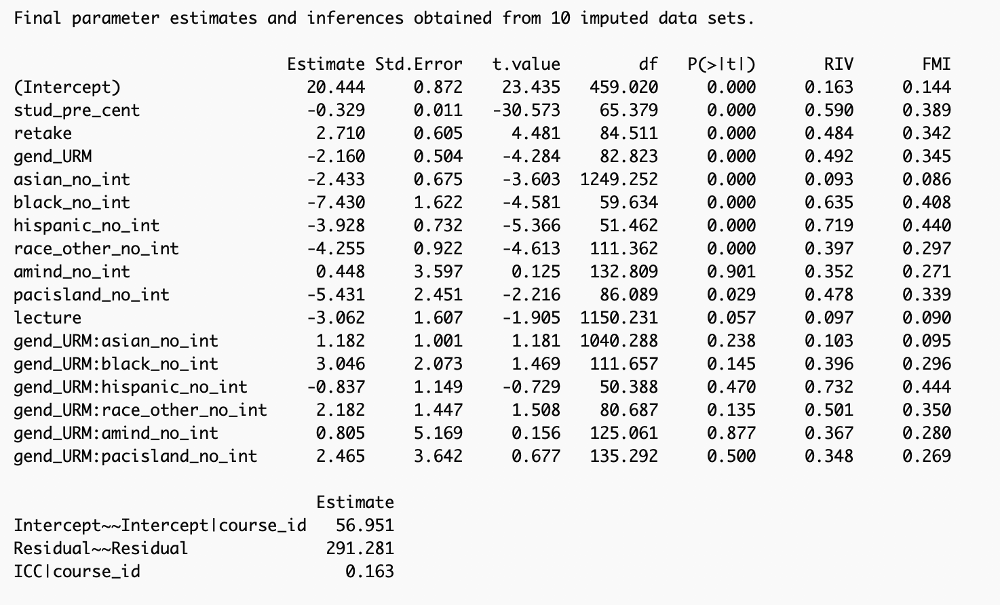 Final parameter estimates and inferences obtained from 10 imputed data sets.
Estimate Std.Error t.value df P(>|t|) RIV FMI
(Intercept) 20.444 0.872 23.435 459.020 0.000 0.163 0.144
stud_pre_cent -0.329 0.011 -30.573 65.379 0.000 0.590 0.389
retake 2.710 0.605 4.481 84.511 0.000 0.484 0.342
gend_URM -2.160 0.504 -4.284 82.823 0.000 0.492 0.345
asian_no_int -2.433 0.675 -3.603 1249.252 0.000 0.093 0.086
black_no_int -7.430 1.622 -4.581 59.634 0.000 0.635 0.408
hispanic_no_int -3.928 0.732 -5.366 51.462 0.000 0.719 0.440
race_other_no_int -4.255 0.922 -4.613 111.362 0.000 0.397 0.297
amind_no_int 0.448 3.597 0.125 132.809 0.901 0.352 0.271
pacisland_no_int -5.431 2.451 -2.216 86.089 0.029 0.478 0.339
lecture -3.062 1.607 -1.905 1150.231 0.057 0.097 0.090
gend_URM:asian_no_int 1.182 1.001 1.181 1040.288 0.238 0.103 0.095
gend_URM:black_no_int 3.046 2.073 1.469 111.657 0.145 0.396 0.296
gend_URM:hispanic_no_int -0.837 1.149 -0.729 50.388 0.470 0.732 0.444
gend_URM:race_other_no_int 2.182 1.447 1.508 80.687 0.135 0.501 0.350
gend_URM:amind_no_int 0.805 5.169 0.156 125.061 0.877 0.367 0.280
gend_URM:pacisland_no_int 2.465 3.642 0.677 135.292 0.500 0.348 0.269
Estimate
Intercept~~Intercept|course_id 56.951
Residual~~Residual 291.281
ICC|course_id 0.163